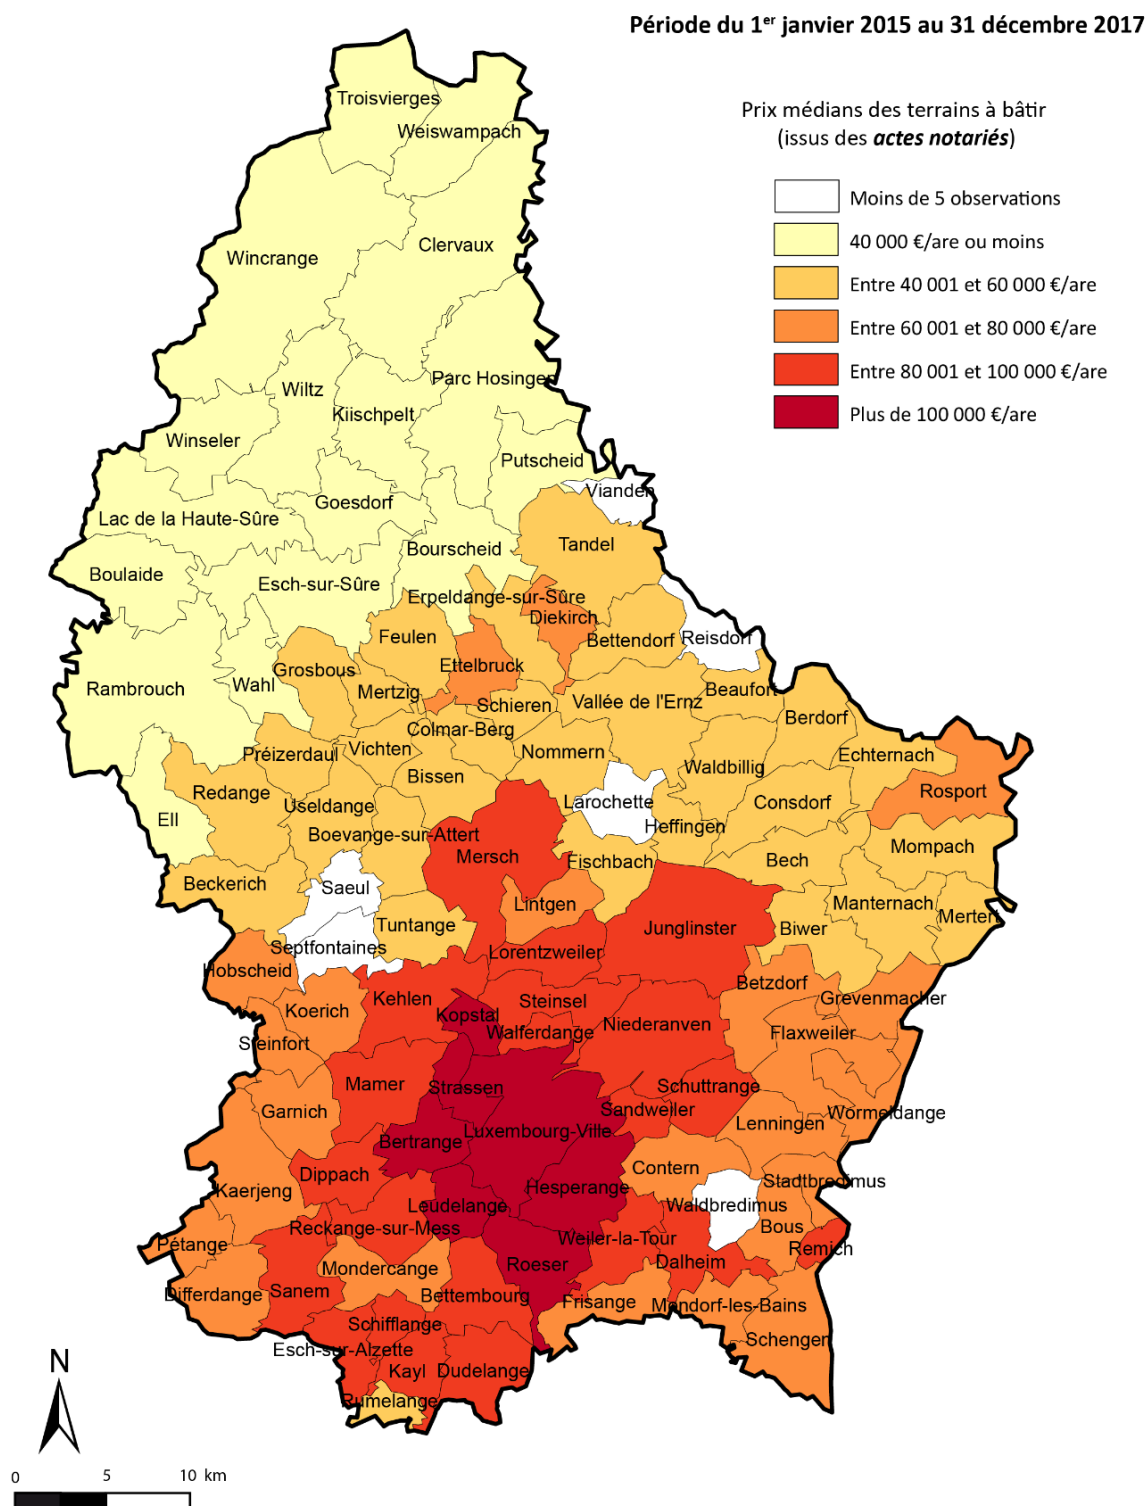 Période du 1er janvier 2015 au 31 décembre 2017
Prix médians des terrains à bâtir
(issus des actes notariés)
Moins de 5 observations
40 000 €/are ou moins
Entre 40 001 et 60 000 €/are
Entre 60 001 et 80 000 €/are
Entre 80 001 et 100 000 €/are
Plus de 100 000 €/are
Troisvierges
Weiswampach
Clervaux
Wincrange
Parc Hosingen
Wiltz
Kiischpelt
Winseler
Putscheid
Vianden
Goesdorf
Lac de la Haute-Sûre
Tandel
Bourscheid
Boulaide
Esch-sur-Sûre
Erpeldange-sur-Sûre
Diekirch
Feulen
Bettendorf
Reisdorf
Ettelbruck
Grosbous
Wahl
Rambrouch
Mertzig
Beaufort
Vallée de l'Ernz
Schieren
Berdorf
Colmar-Berg
Vichten
Préizerdaul
Nommern
Echternach
Waldbillig
Bissen
Redange
Rosport
Useldange
Larochette
Consdorf
Ell
Heffingen
Boevange-sur-Attert
Mompach
Mersch
Fischbach
Bech
Beckerich
Saeul
Lintgen
Manternach
Mertert
Tuntange
Junglinster
Biwer
Septfontaines
Lorentzweiler
Hobscheid
Betzdorf
Kehlen
Grevenmacher
Steinsel
Koerich
Kopstal
Niederanven
Walferdange
Flaxweiler
Steinfort
Mamer
Strassen
Schuttrange
Garnich
Sandweiler
Wormeldange
Lenningen
Luxembourg-Ville
Bertrange
Contern
Dippach
Stadtbredimus
Hesperange
Kaerjeng
Leudelange
Waldbredimus
Reckange-sur-Mess
Bous
Weiler-la-Tour
Pétange
Remich
Dalheim
Roeser
Mondercange
Sanem
Differdange
Bettembourg
Frisange
Mondorf-les-Bains
Schifflange
Schengen
Esch-sur-Alzette
Kayl
Dudelange
Rumelange
N
0 5 10 km